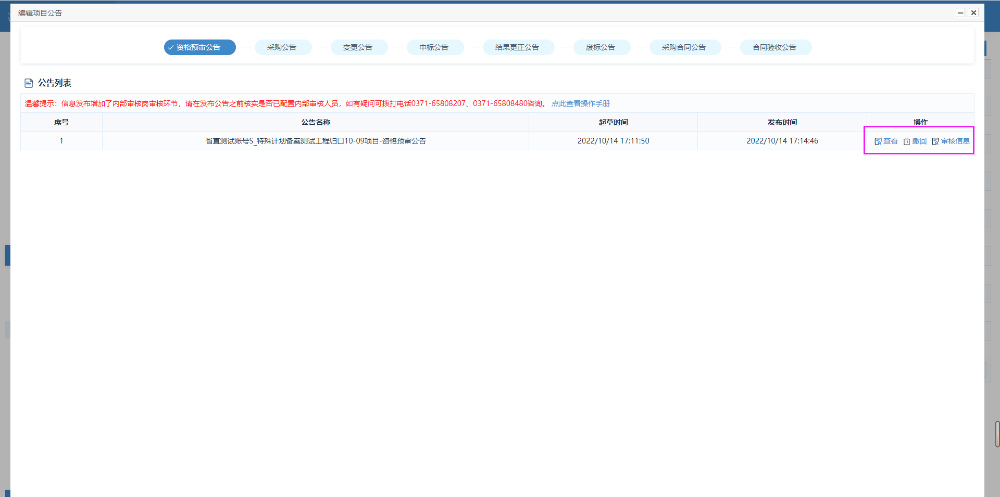 编辑项目公告
资格预审公告 采购公告 变更公告 中标公告 结果更正公告 废标公告 采购合同公告 合同验收公告
公告列表
温馨提示：信息发布增加了内部审核岗审核环节，请在发布公告之前核实是否已配置内部审核人员，如有疑问可拨打电话0371-65808207、0371-65808480咨询。 点此查看操作手册
序号 公告名称 起草时间 发布时间 操作
1 省直测试账号S_特殊计划备案测试工程归口10-09项目-资格预审公告 2022/10/14 17:11:50 2022/10/14 17:14:46 查看 撤回 审核信息